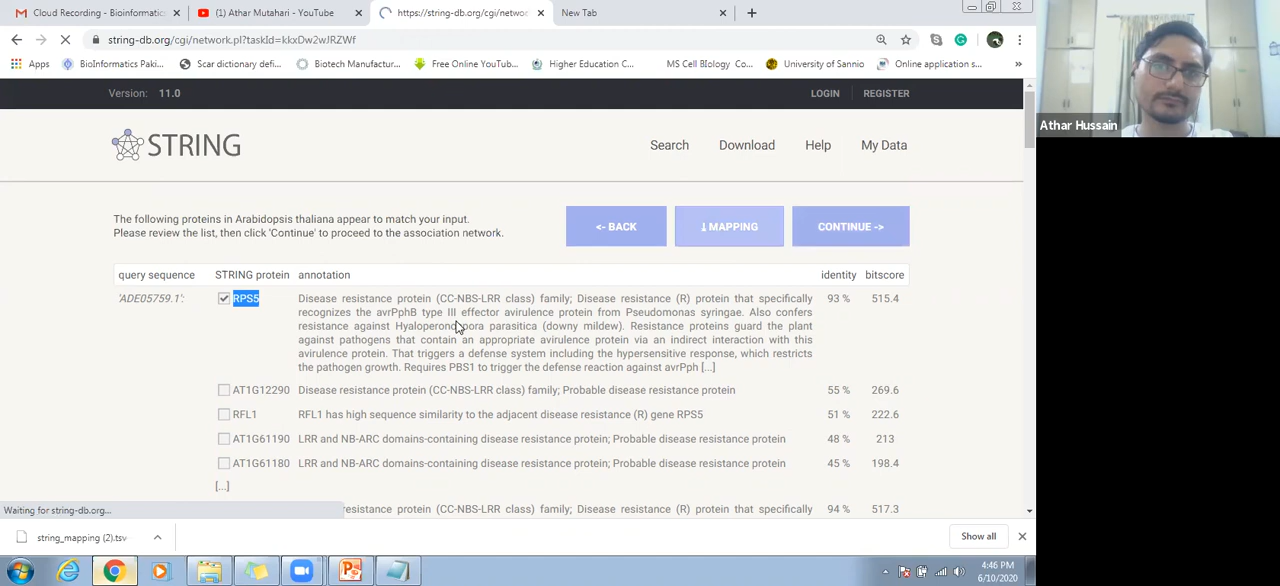 Cloud Recording - Bioinformatic
(1) Athar Mutahari - YouTube
https://string-db.org/cgi/networ
New Tab
string-db.org/cgi/network.pl?taskId=kkxDw2wJRZWf
Apps
BioInformatics Paki...
Scar dictionary defi...
Biotech Manufactur...
Free Online YouTub...
Higher Education C...
MS Cell BIology Co...
University of Sannio
Online application s...
»
Version: 11.0
LOGIN
REGISTER
STRING
Search
Download
Help
My Data
The following proteins in Arabidopsis thaliana appear to match your input.
Please review the list, then click 'Continue' to proceed to the association network.
<- BACK
MAPPING
CONTINUE ->
query sequence: STRING protein annotation identity bitscore
'ADE05759.1': RPS5 Disease resistance protein (CC-NBS-LRR class) family; Disease resistance (R) protein that specifically 93 % 515.4
recognizes the avrPphB type III effector avirulence protein from Pseudomonas syringae. Also confers
resistance against Hyaloperonospora parasitica (downy mildew). Resistance proteins guard the plant
against pathogens that contain an appropriate avirulence protein via an indirect interaction with this
avirulence protein. That triggers a defense system including the hypersensitive response, which restricts
the pathogen growth. Requires PBS1 to trigger the defense reaction against avrPph [...]
AT1G12290 Disease resistance protein (CC-NBS-LRR class) family; Probable disease resistance protein 55 % 269.6
RFL1 RFL1 has high sequence similarity to the adjacent disease resistance (R) gene RPS5 51 % 222.6
AT1G61190 LRR and NB-ARC domains-containing disease resistance protein; Probable disease resistance protein 48 % 213
AT1G61180 LRR and NB-ARC domains-containing disease resistance protein; Probable disease resistance protein 45 % 198.4
[...]
resistance protein (CC-NBS-LRR class) family; Disease resistance (R) protein that specifically 94 % 517.3
Waiting for string-db.org...
string_mapping (2).tsv
Show all
4:46 PM
6/10/2020
Athar Hussain